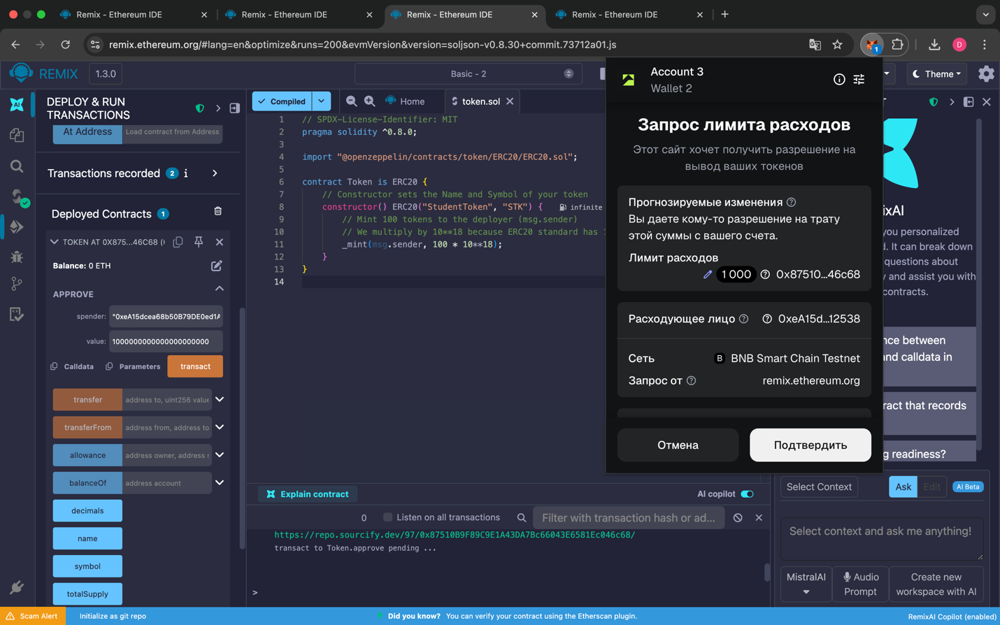 Remix - Ethereum IDE
Remix - Ethereum IDE
Remix - Ethereum IDE
Remix - Ethereum IDE
remix.ethereum.org/#lang=en&optimize&runs=200&evmVersion&version=soljson-v0.8.30+commit.73712a01.js
1
D
REMIX
1.3.0
Basic - 2
Theme
AI
DEPLOY & RUN
TRANSACTIONS
At Address
Load contract from Address
Transactions recorded 2 i
Deployed Contracts 1
TOKEN AT 0X875...46C68 (
Balance: 0 ETH
APPROVE
spender: "0xeA15dcea68b50B79DE0ed1A
value:
Calldata
Parameters
transact
transfer
address to, uint256 value
transferFrom
address from, address to
allowance
address owner, address s
balanceOf
address account
decimals
name
symbol
totalSupply
Compiled
Home
token.sol
1 // SPDX-License-Identifier: MIT
2 pragma solidity ^0.8.0;
3
4 import "@openzeppelin/contracts/token/ERC20/ERC20.sol";
5
6 contract Token is ERC20 {
7 // Constructor sets the Name and Symbol of your token
8 constructor() ERC20("StudentToken", "STK") { infinite
9 // Mint 100 tokens to the deployer (msg.sender)
10 // We multiply by 10**18 because ERC20 standard has 1
11 _mint(msg.sender, 100 * 10**18);
12 }
13 }
14
Explain contract
AI copilot
0
Listen on all transactions
Filter with transaction hash or ad...
https://repo.sourcify.dev/97/0x87510B9F89C9E1A43DA7Bc66043E6581Ec046c68/
transact to Token.approve pending ...
>
Account 3
Wallet 2
Запрос лимита расходов
Этот сайт хочет получить разрешение на
вывод ваших токенов
Прогнозируемые изменения
Вы даете кому-то разрешение на трату
этой суммы с вашего счета.
Лимит расходов
1 000
0x87510...46c68
Расходующее лицо
0xeA15d...12538
Сеть
B BNB Smart Chain Testnet
Запрос от
remix.ethereum.org
Отмена
Подтвердить
ixAI
you personalized
d. It can break down
questions about
y and assist you with
contracts.
nce between
and calldata in
ract that records
g readiness?
Select Context
Ask
Edit
AI Beta
Select context and ask me anything!
MistralAI
Audio
Prompt
Create new
workspace with AI
Scam Alert
Initialize as git repo
Did you know? You can verify your contract using the Etherscan plugin.
RemixAI Copilot (enabled)